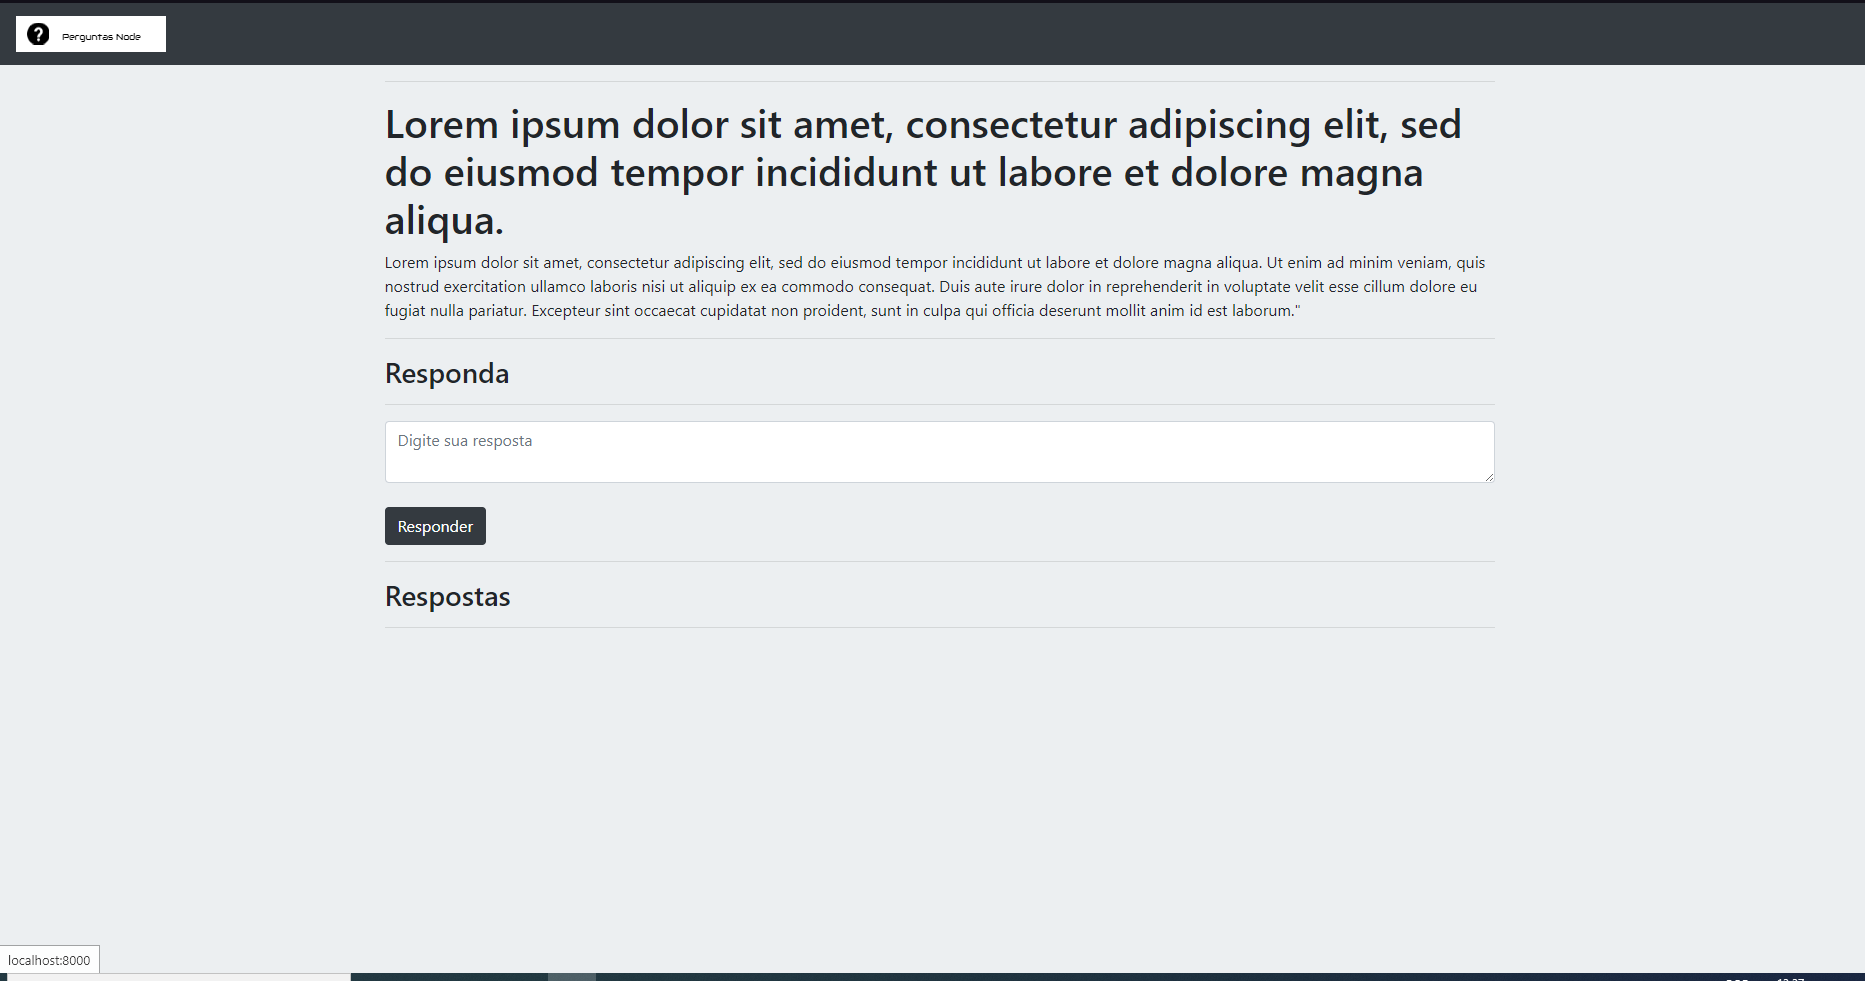 Perguntas Node
Lorem ipsum dolor sit amet, consectetur adipiscing elit, sed
do eiusmod tempor incididunt ut labore et dolore magna
aliqua.
Lorem ipsum dolor sit amet, consectetur adipiscing elit, sed do eiusmod tempor incididunt ut labore et dolore magna aliqua. Ut enim ad minim veniam, quis
nostrud exercitation ullamco laboris nisi ut aliquip ex ea commodo consequat. Duis aute irure dolor in reprehenderit in voluptate velit esse cillum dolore eu
fugiat nulla pariatur. Excepteur sint occaecat cupidatat non proident, sunt in culpa qui officia deserunt mollit anim id est laborum."
Responda
Digite sua resposta
Responder
Respostas
localhost:8000